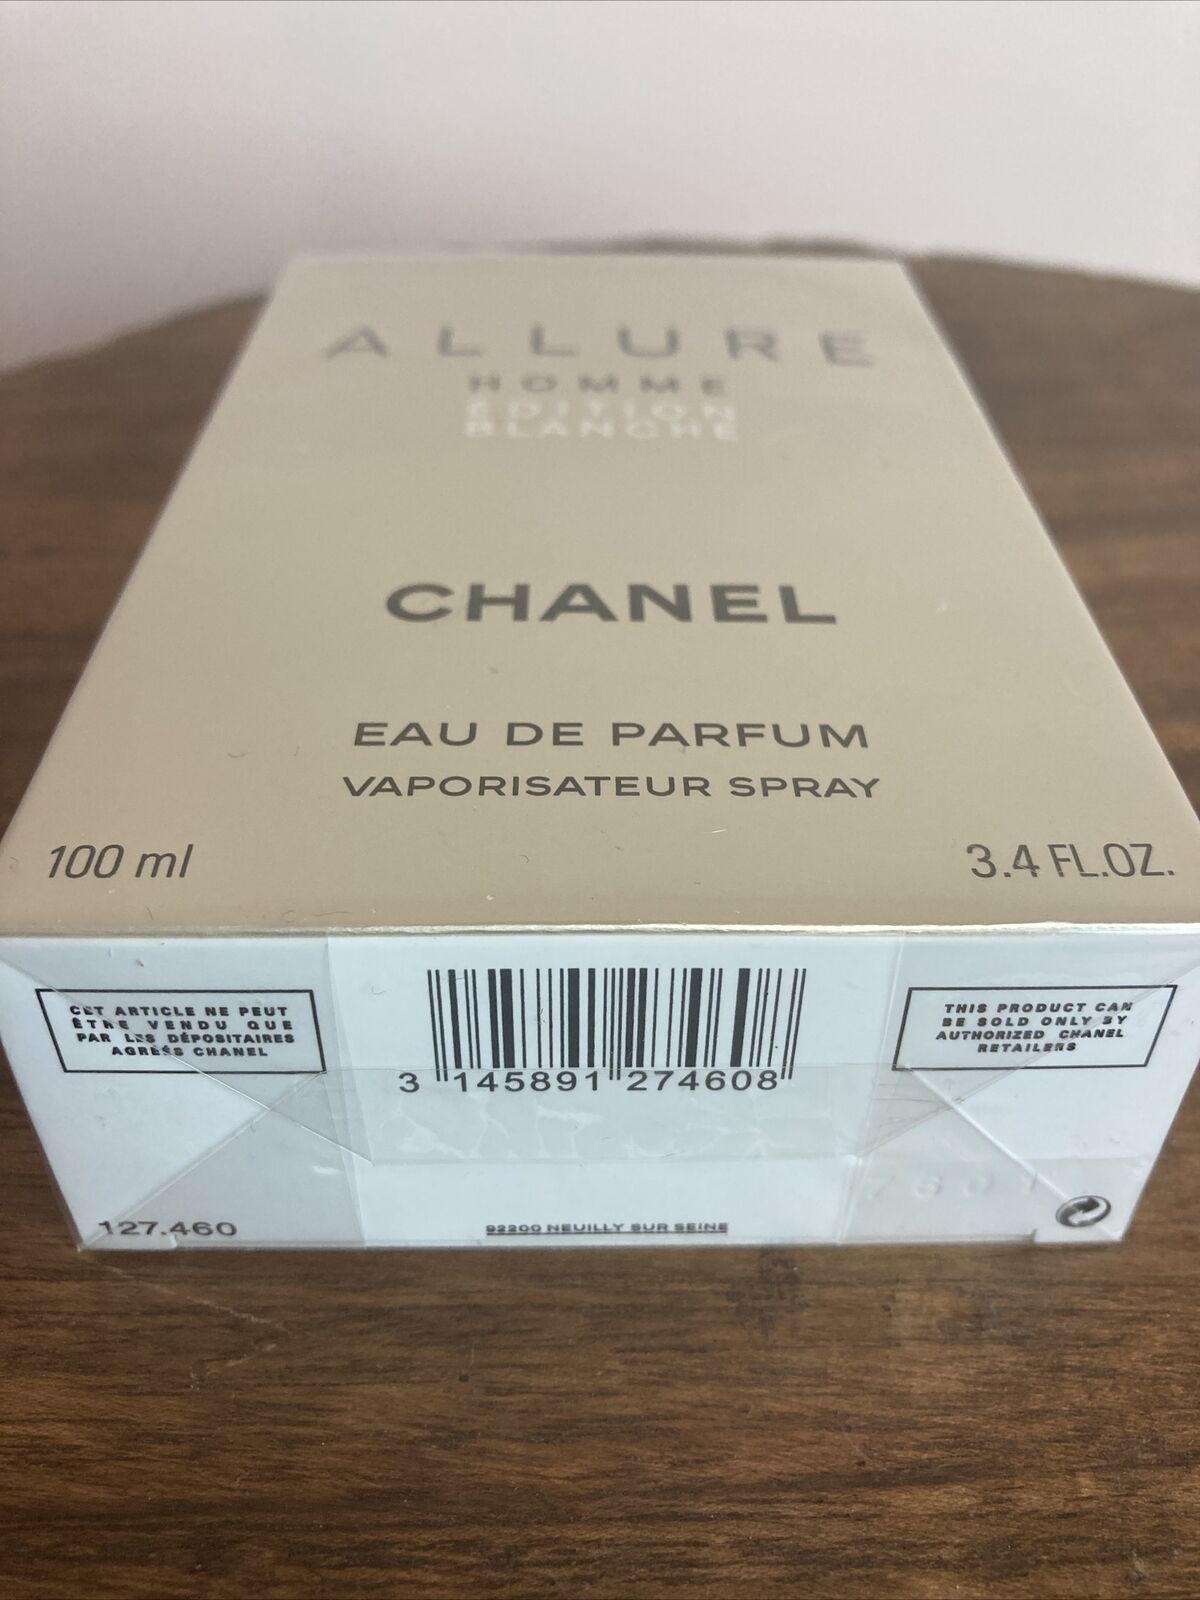 ALLURE
HOMME
ÉDITION
BLANCHE
CHANEL
EAU DE PARFUM
VAPORISATEUR SPRAY
100 ml
3.4 FL.OZ.
CET ARTICLE NE PEUT
ÊTRE VENDU QUE
PAR LES DÉPOSITAIRES
AGRÉÉS CHANEL
3 145891 274608
THIS PRODUCT CAN
BE SOLD ONLY BY
AUTHORIZED CHANEL
RETAILERS
7601
127.460
92200 NEUILLY SUR SEINE